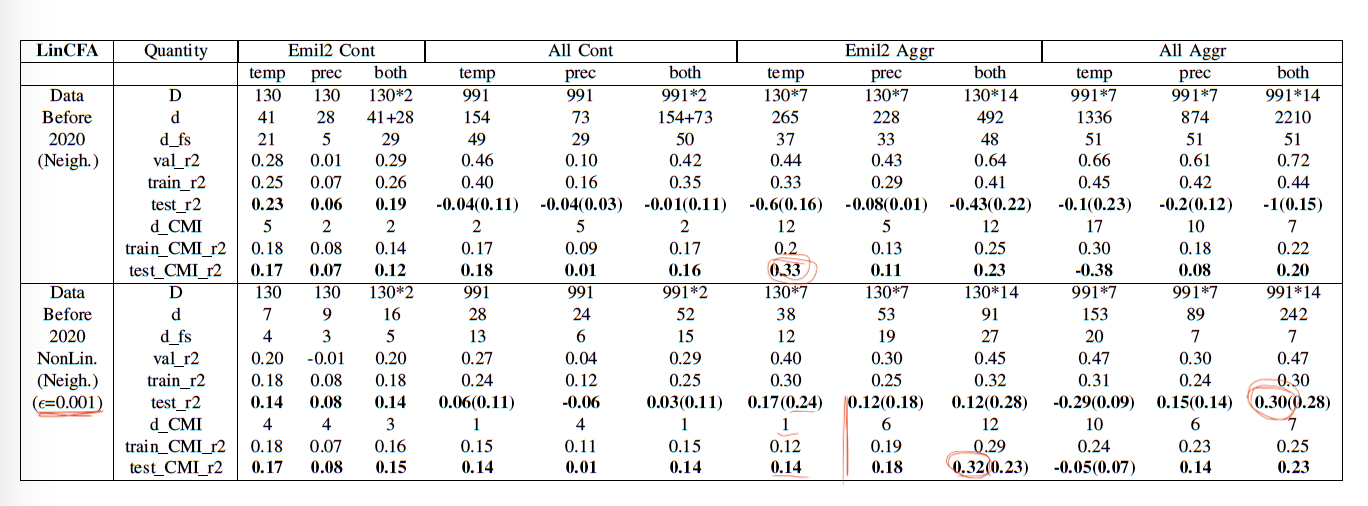 LinCFA Quantity Emil2 Cont All Cont Emil2 Aggr All Aggr
temp prec both temp prec both temp prec both temp prec both
Data D 130 130 130*2 991 991 991*2 130*7 130*7 130*14 991*7 991*7 991*14
Before d 41 28 41+28 154 73 154+73 265 228 492 1336 874 2210
2020 d_fs 21 5 29 49 29 50 37 33 48 51 51 51
(Neigh.) val_r2 0.28 0.01 0.29 0.46 0.10 0.42 0.44 0.43 0.64 0.66 0.61 0.72
train_r2 0.25 0.07 0.26 0.40 0.16 0.35 0.33 0.29 0.41 0.45 0.42 0.44
test_r2 0.23 0.06 0.19 -0.04(0.11) -0.04(0.03) -0.01(0.11) -0.6(0.16) -0.08(0.01) -0.43(0.22) -0.1(0.23) -0.2(0.12) -1(0.15)
d_CMI 5 2 2 2 5 2 12 5 12 17 10 7
train_CMI_r2 0.18 0.08 0.14 0.17 0.09 0.17 0.2 0.13 0.25 0.30 0.18 0.22
test_CMI_r2 0.17 0.07 0.12 0.18 0.01 0.16 0.33 0.11 0.23 -0.38 0.08 0.20
Data D 130 130 130*2 991 991 991*2 130*7 130*7 130*14 991*7 991*7 991*14
Before d 7 9 16 28 24 52 38 53 91 153 89 242
2020 d_fs 4 3 5 13 6 15 12 19 27 20 7 7
NonLin. val_r2 0.20 -0.01 0.20 0.27 0.04 0.29 0.40 0.30 0.45 0.47 0.30 0.47
(Neigh.) train_r2 0.18 0.08 0.18 0.24 0.12 0.25 0.30 0.25 0.32 0.31 0.24 0.30
(ϵ=0.001) test_r2 0.14 0.08 0.14 0.06(0.11) -0.06 0.03(0.11) 0.17(0.24) 0.12(0.18) 0.12(0.28) -0.29(0.09) 0.15(0.14) 0.30(0.28)
d_CMI 4 4 3 1 4 1 1 6 12 10 6 7
train_CMI_r2 0.18 0.07 0.16 0.15 0.11 0.15 0.12 0.19 0.29 0.24 0.23 0.25
test_CMI_r2 0.17 0.08 0.15 0.14 0.01 0.14 0.14 0.18 0.32(0.23) -0.05(0.07) 0.14 0.23